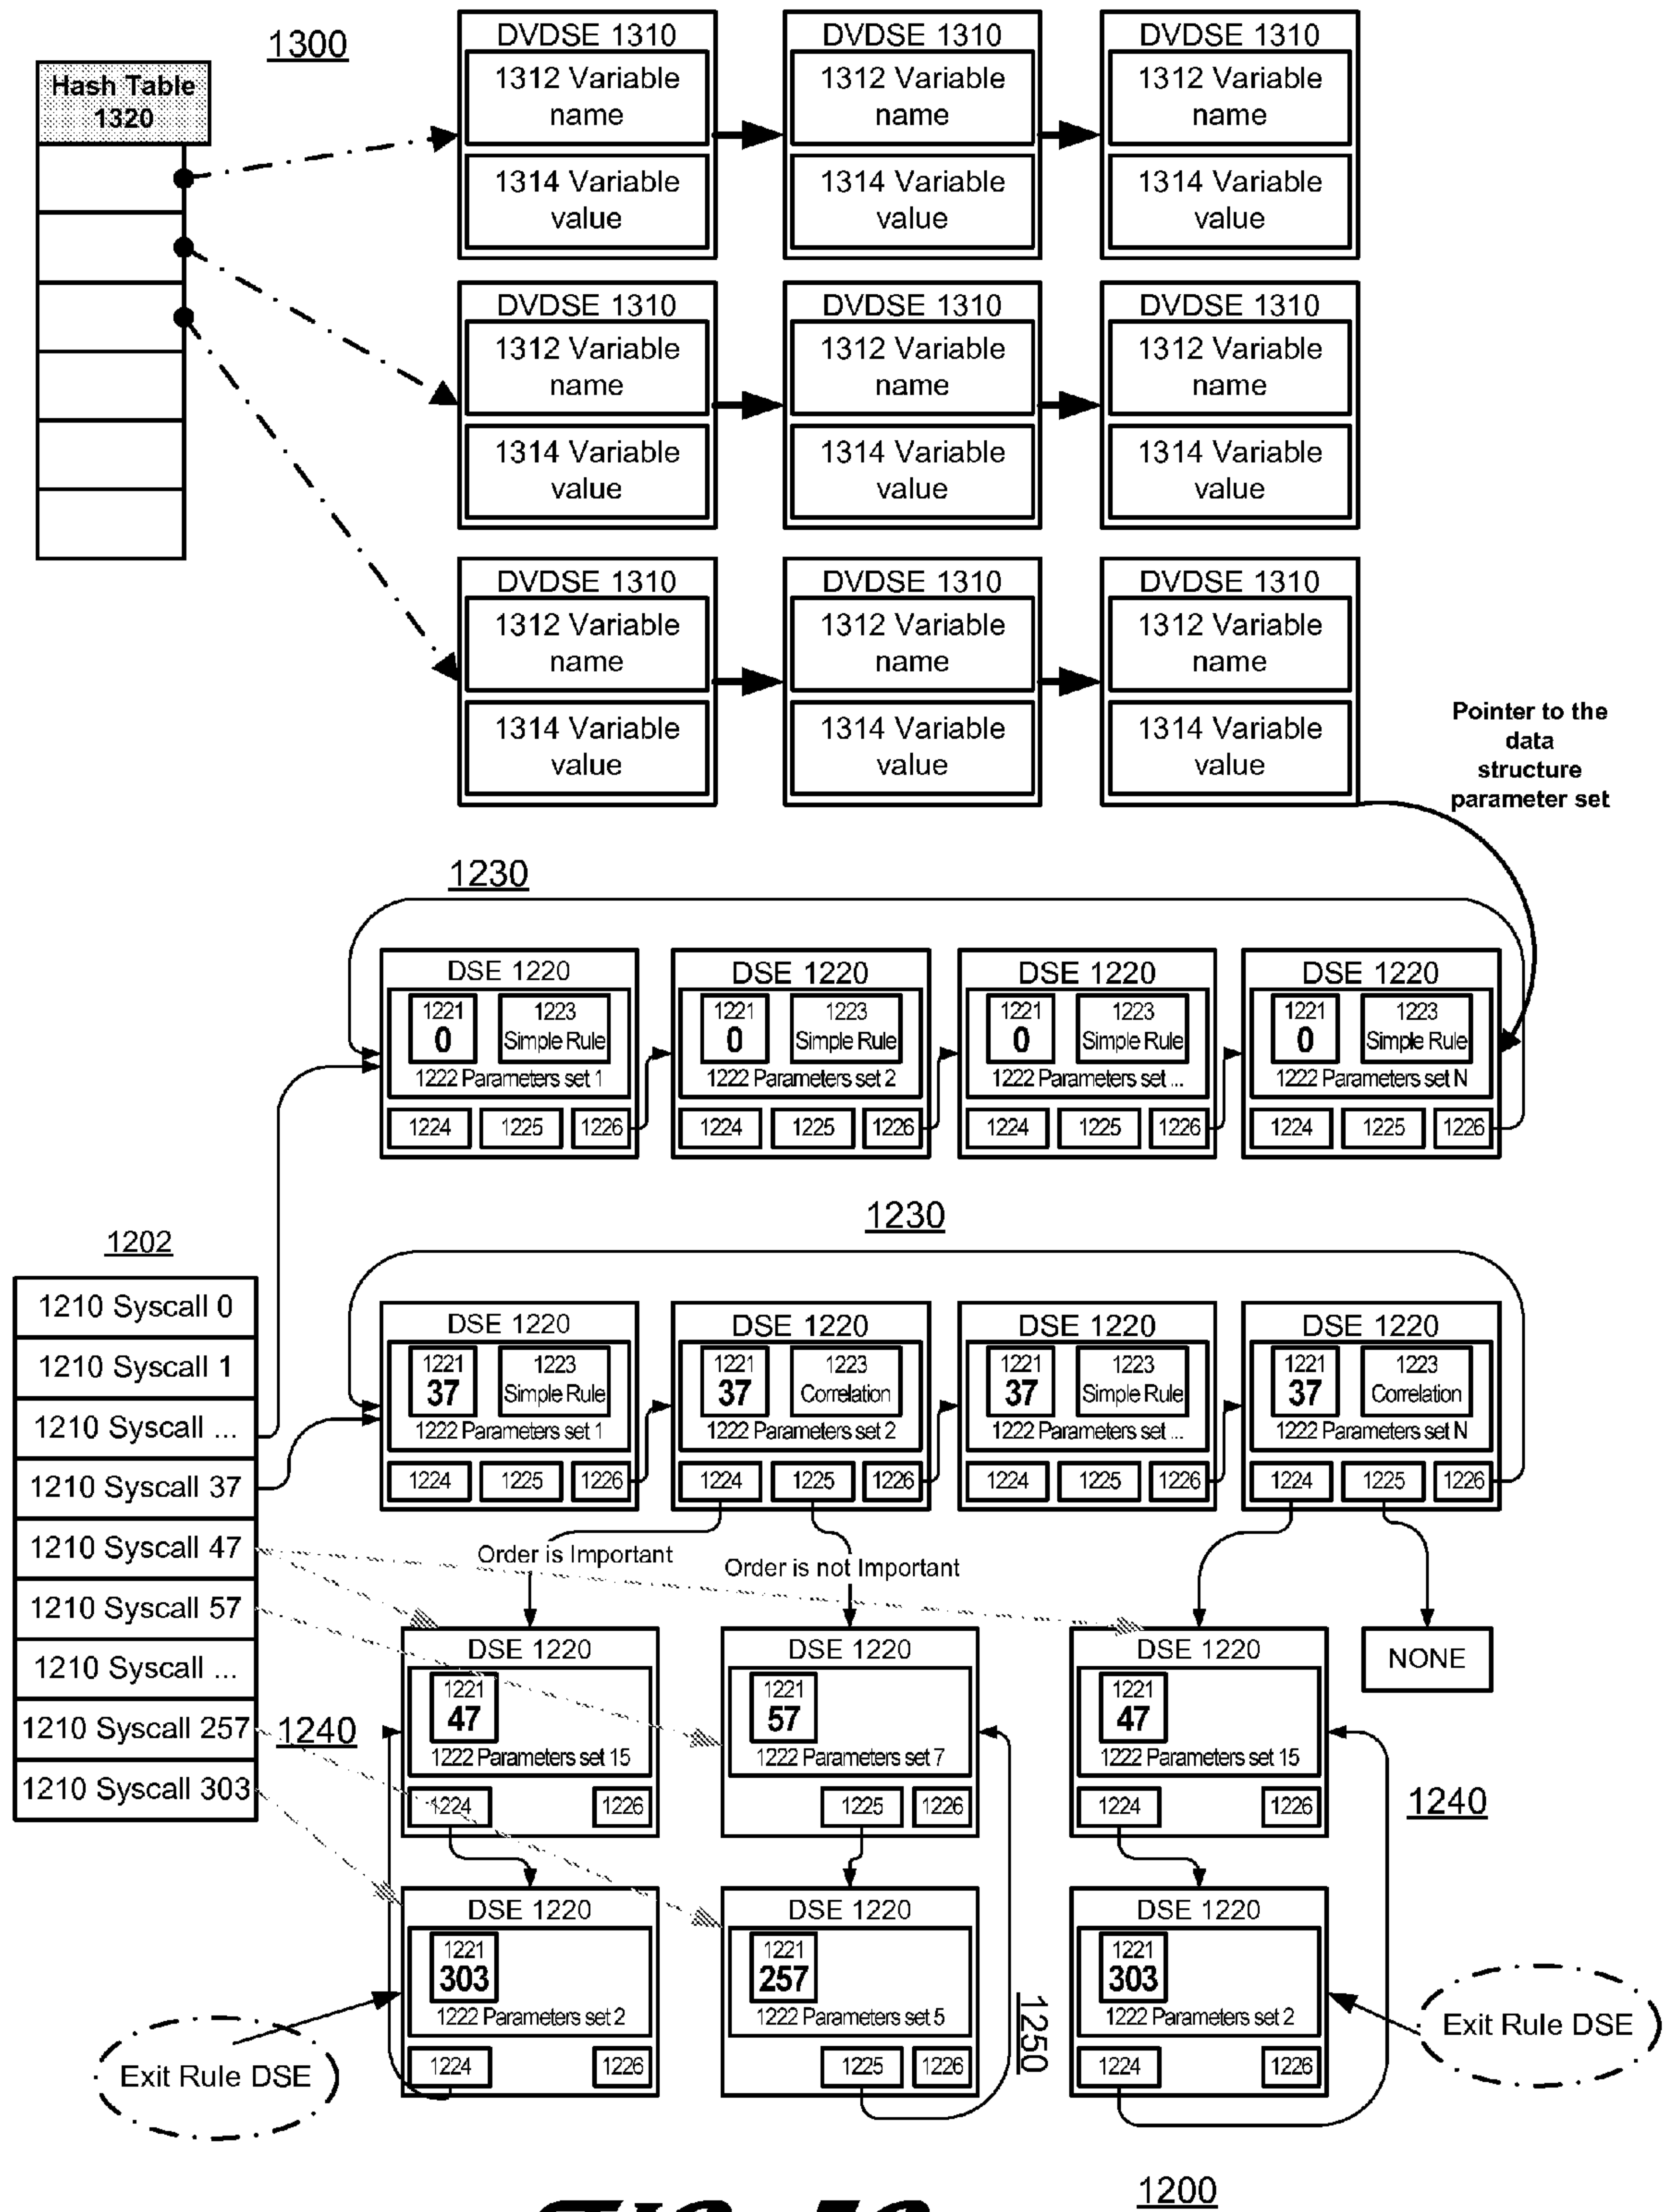 1300
Hash Table
1320
DVDSE 1310
1312 Variable
name
1314 Variable
value
DVDSE 1310
1312 Variable
name
1314 Variable
value
DVDSE 1310
1312 Variable
name
1314 Variable
value
DVDSE 1310
1312 Variable
name
1314 Variable
value
DVDSE 1310
1312 Variable
name
1314 Variable
value
DVDSE 1310
1312 Variable
name
1314 Variable
value
DVDSE 1310
1312 Variable
name
1314 Variable
value
DVDSE 1310
1312 Variable
name
1314 Variable
value
DVDSE 1310
1312 Variable
name
1314 Variable
value
Pointer to the
data
structure
parameter set
1230
DSE 1220
1221
0
1223
Simple Rule
1222 Parameters set 1
1224 1225 1226
DSE 1220
1221
0
1223
Simple Rule
1222 Parameters set 2
1224 1225 1226
DSE 1220
1221
0
1223
Simple Rule
1222 Parameters set ...
1224 1225 1226
DSE 1220
1221
0
1223
Simple Rule
1222 Parameters set N
1224 1225 1226
1230
1202
1210 Syscall 0
1210 Syscall 1
1210 Syscall ...
1210 Syscall 37
1210 Syscall 47
1210 Syscall 57
1210 Syscall ...
1210 Syscall 257
1210 Syscall 303
DSE 1220
1221
37
1223
Simple Rule
1222 Parameters set 1
1224 1225 1226
DSE 1220
1221
37
1223
Correlation
1222 Parameters set 2
1224 1225 1226
DSE 1220
1221
37
1223
Simple Rule
1222 Parameters set ...
1224 1225 1226
DSE 1220
1221
37
1223
Correlation
1222 Parameters set N
1224 1225 1226
Order is Important
Order is not Important
1240
DSE 1220
1221
47
1222 Parameters set 15
1224 1226
DSE 1220
1221
57
1222 Parameters set 7
1225 1226
DSE 1220
1221
47
1222 Parameters set 15
1224 1226
NONE
1240
DSE 1220
1221
303
1222 Parameters set 2
1224 1226
DSE 1220
1221
257
1222 Parameters set 5
1225 1226
1250
DSE 1220
1221
303
1222 Parameters set 2
1224 1226
Exit Rule DSE
Exit Rule DSE
1200